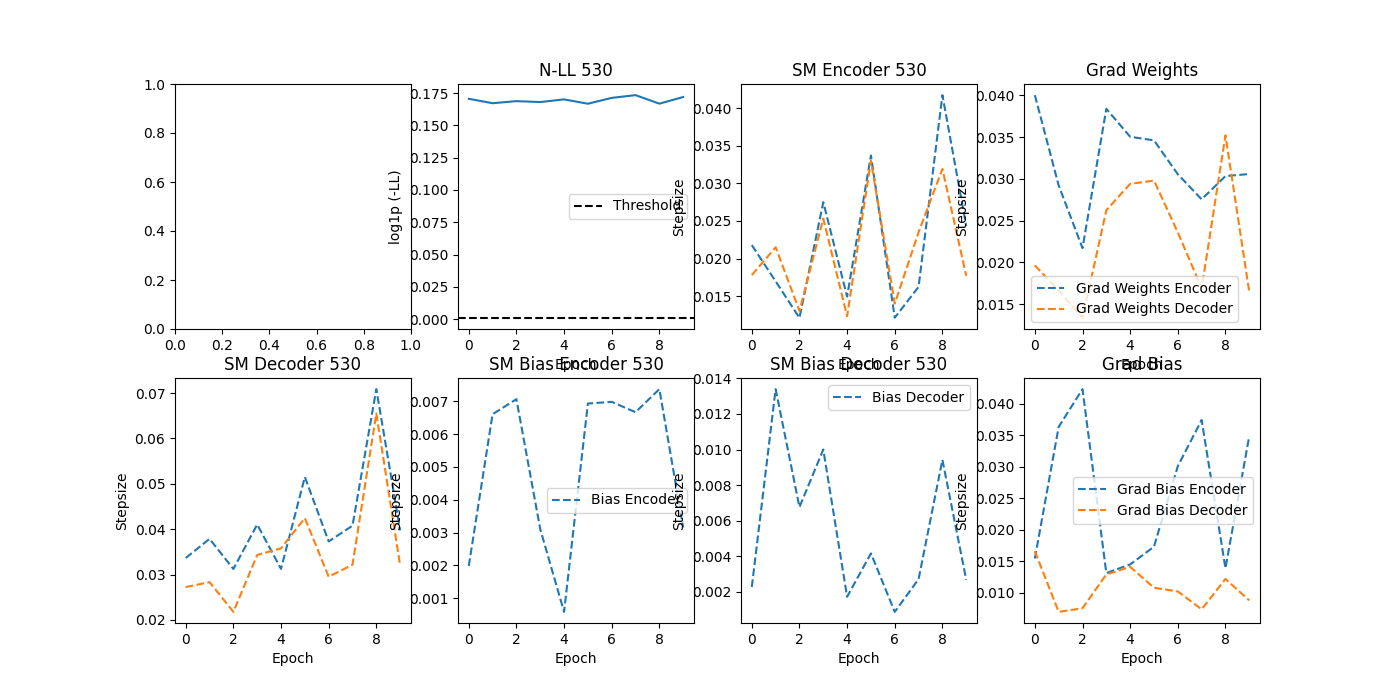 N-LL 530
SM Encoder 530
Grad Weights
1.0
0.8
0.6
0.4
0.2
0.0
0.0 0.2 0.4 0.6 0.8 1.0
log1p (-LL)
0.175
0.150
0.125
0.100
0.075
0.050
0.025
0.000
Threshold
0 2 4 6 8
Epoch
Stepsize
0.040
0.035
0.030
0.025
0.020
0.015
0 2 4 6 8
Epoch
Stepsize
0.040
0.035
0.030
0.025
0.020
0.015
Grad Weights Encoder
Grad Weights Decoder
0 2 4 6 8
Epoch
SM Decoder 530
SM Bias Encoder 530
SM Bias Decoder 530
Grad Bias
Stepsize
0.07
0.06
0.05
0.04
0.03
0.02
0 2 4 6 8
Epoch
Stepsize
0.007
0.006
0.005
0.004
0.003
0.002
0.001
Bias Encoder
0 2 4 6 8
Epoch
Stepsize
0.014
0.012
0.010
0.008
0.006
0.004
0.002
Bias Decoder
0 2 4 6 8
Epoch
Stepsize
0.040
0.035
0.030
0.025
0.020
0.015
0.010
Grad Bias Encoder
Grad Bias Decoder
0 2 4 6 8
Epoch